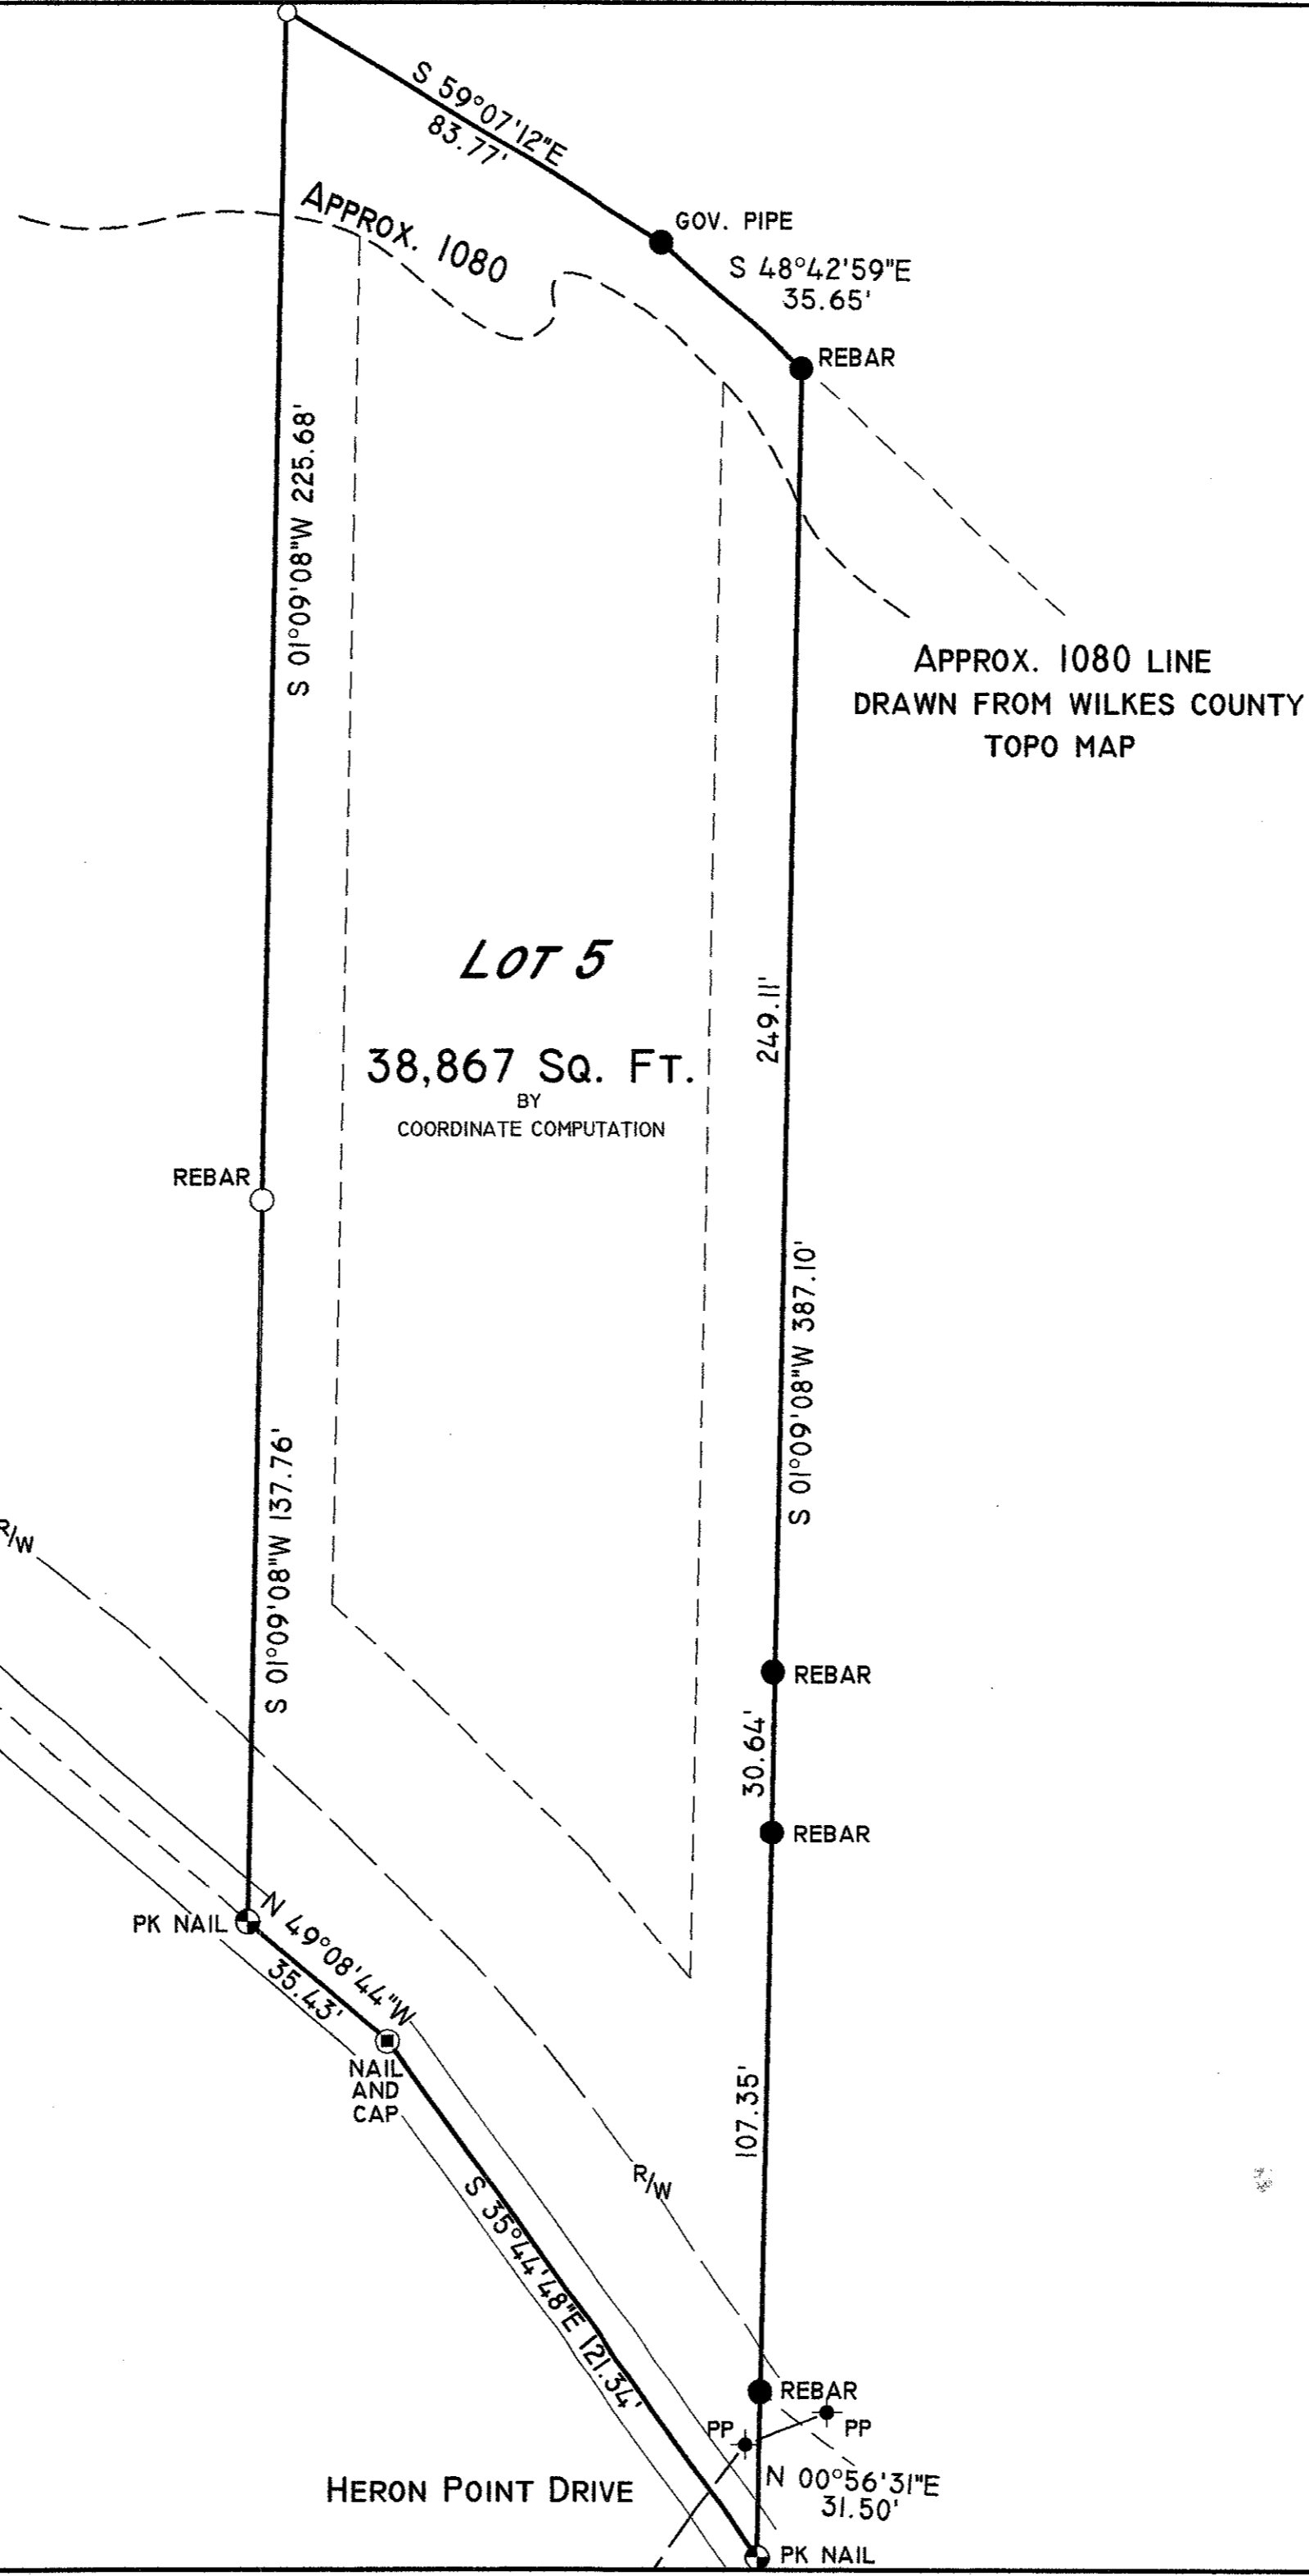 S 59°07'12"E
83.77'
APPROX. 1080
GOV. PIPE
S 48°42'59"E
35.65'
REBAR
S 01°09'08"W 225.68'
APPROX. 1080 LINE
DRAWN FROM WILKES COUNTY
TOPO MAP
LOT 5
38,867 SQ. FT.
BY
COORDINATE COMPUTATION
249.11'
REBAR
S 01°09'08"W 387.10'
S 01°09'08"W 137.76'
R/W
REBAR
30.64'
REBAR
PK NAIL
N 49°08'44"W
35.43'
NAIL
AND
CAP
107.35'
R/W
S 35°44'48"E 121.34'
REBAR
PP
PP
HERON POINT DRIVE
N 00°56'31"E
31.50'
PK NAIL